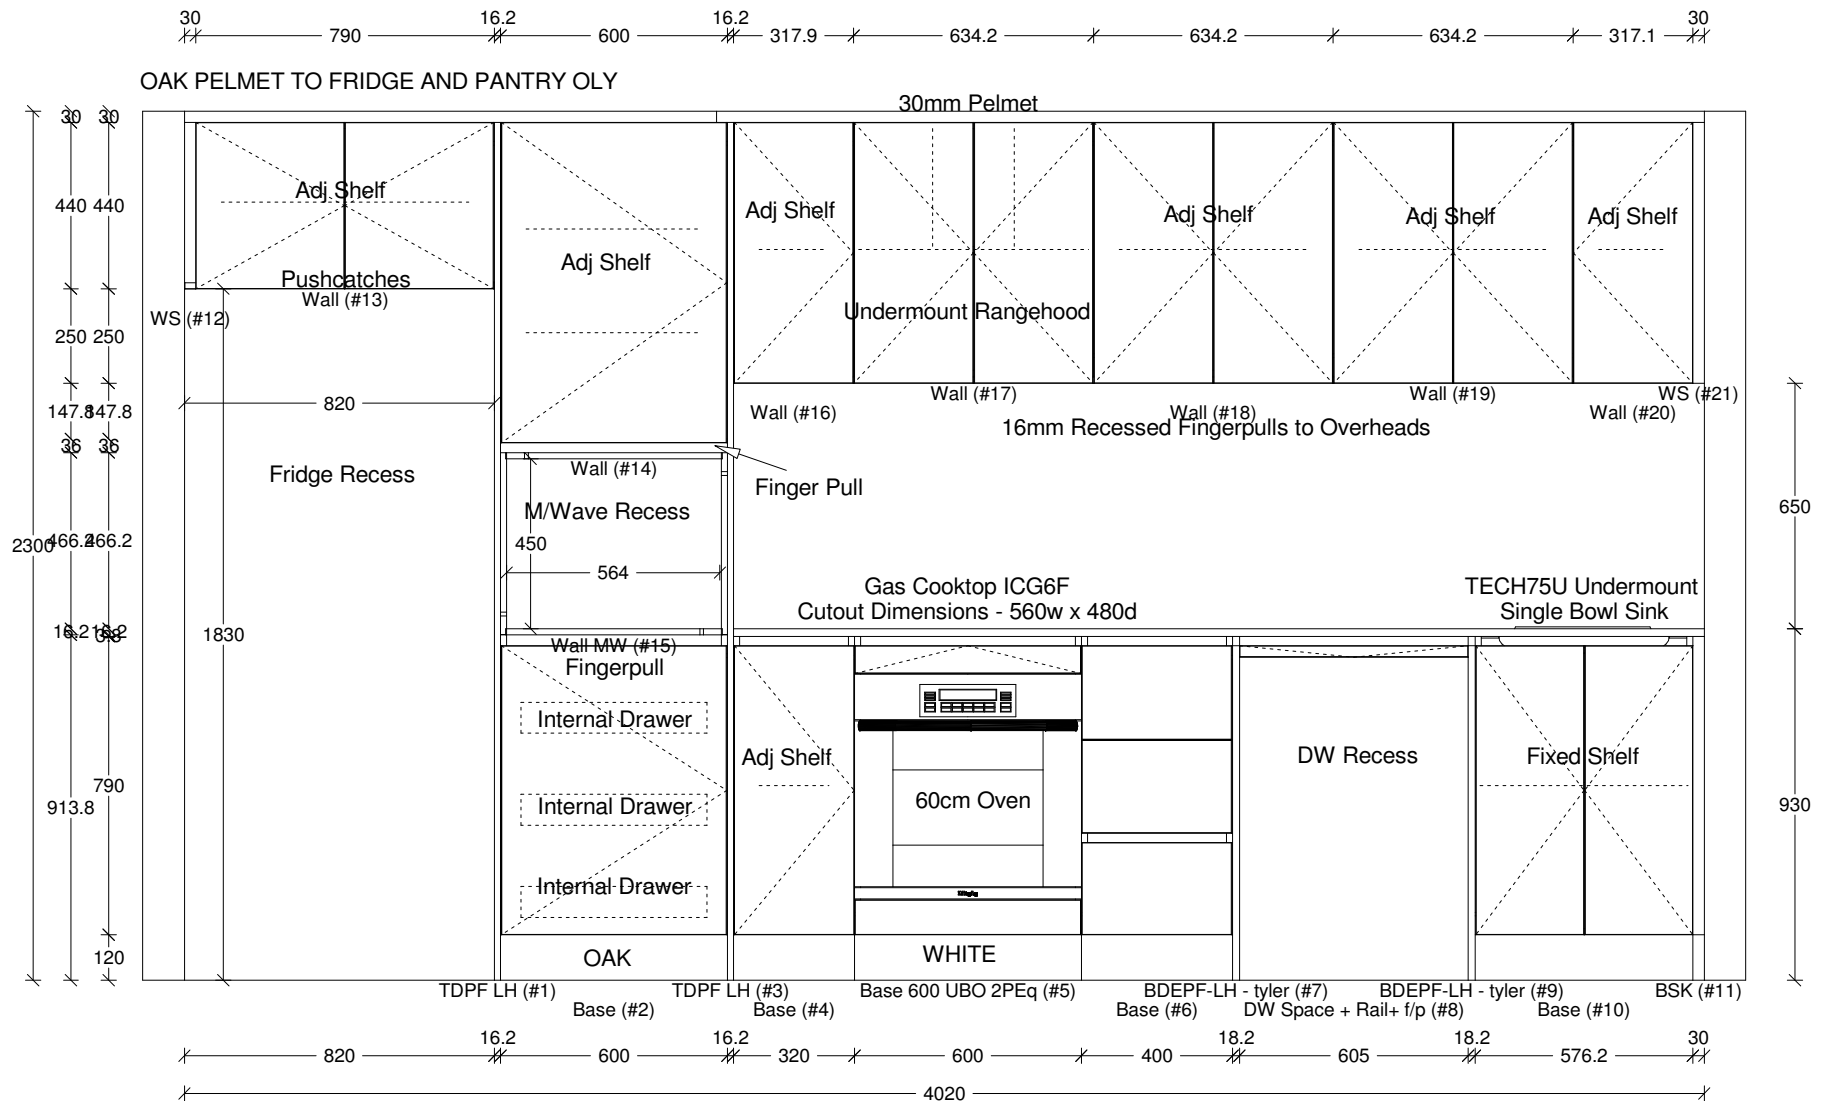 30 16.2 16.2 30
790 600 317.9 634.2 634.2 634.2 317.1
OAK PELMET TO FRIDGE AND PANTRY OLY
30mm Pelmet
30 30
Adj Shelf
440 440
Adj Shelf
Adj Shelf
Adj Shelf
Adj Shelf
Adj Shelf
Pushcatches
Wall (#13)
WS (#12)
Undermount Rangehood
250 250
Wall (#17)
Wall (#19)
WS (#21)
820
147.8 147.8
Wall (#16)
Wall (#18)
Wall (#20)
16mm Recessed Fingerpulls to Overheads
36 36
Wall (#14)
Fridge Recess
Finger Pull
M/Wave Recess
650
2300
466.2 466.2
450
564
Gas Cooktop ICG6F
Cutout Dimensions - 560w x 480d
TECH75U Undermount
Single Bowl Sink
16.2 16.2
1830
Wall MW (#15)
Fingerpull
Internal Drawer
Adj Shelf
DW Recess
Fixed Shelf
790
913.8
Internal Drawer
60cm Oven
930
Internal Drawer
120
OAK
WHITE
TDPF LH (#1)
TDPF LH (#3)
Base 600 UBO 2PEq (#5)
BDEPF-LH - tyler (#7)
BDEPF-LH - tyler (#9)
BSK (#11)
Base (#2)
Base (#4)
Base (#6)
DW Space + Rail+ f/p (#8)
Base (#10)
16.2 16.2 18.2 18.2 30
820 600 320 600 400 605 576.2
4020